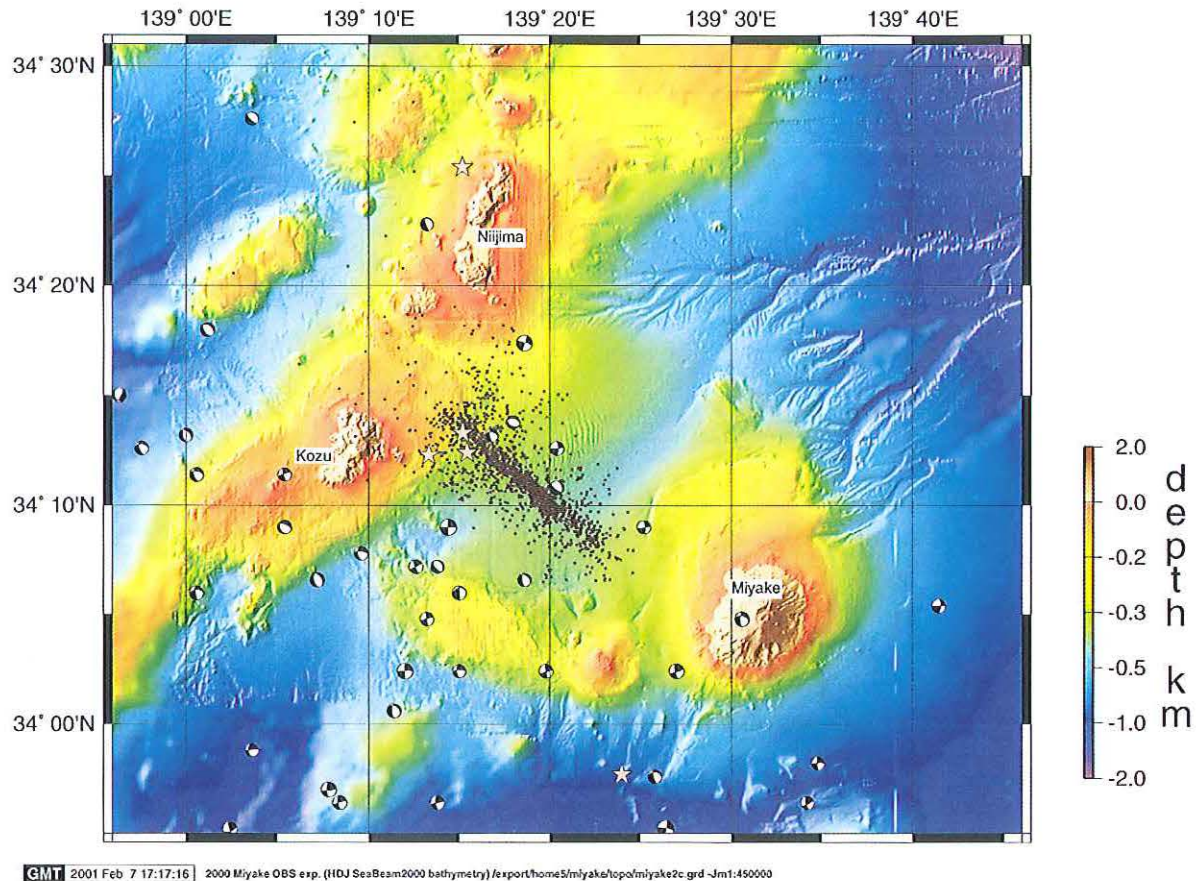 139° 00'E 139° 10'E 139° 20'E 139° 30'E 139° 40'E
34° 30'N
34° 20'N
34° 10'N
34° 00'N
Niijima
Kozu
Miyake
2.0
0.0
-0.2
-0.3
-0.5
-1.0
-2.0
depth km
GMT 2001 Feb 7 17:17:16 2000 Miyake OBS exp. (HDJ SeaBeam2000 bathymetry) /export/home5/miyake/topo/miyake2c.grd -Jm1:450000